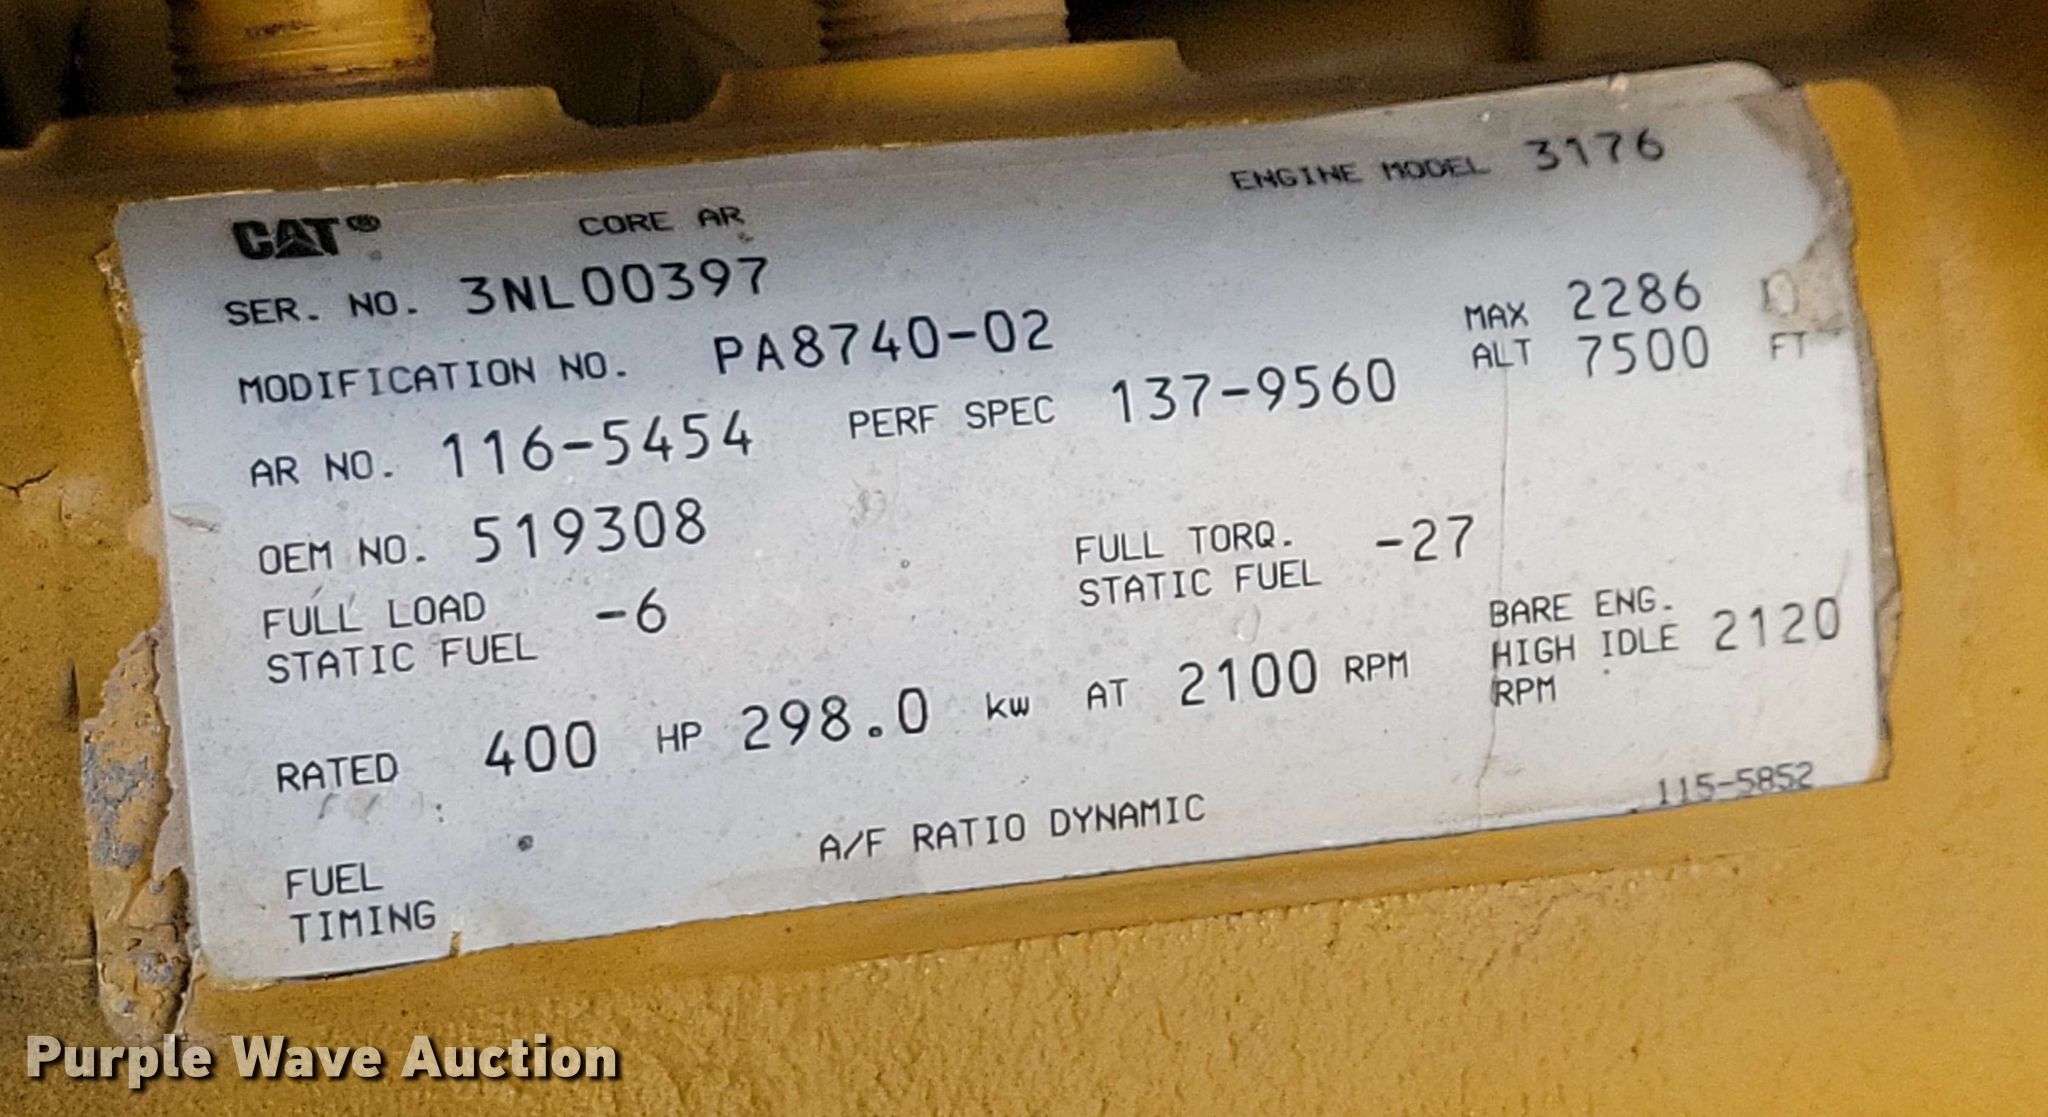 CAT®
CORE AR
ENGINE MODEL 3176
SER. NO. 3NL00397
MODIFICATION NO. PA8740-02
MAX ALT 2286
7500 FT
AR NO. 116-5454 PERF SPEC 137-9560
OEM NO. 519308
FULL LOAD
STATIC FUEL -6
FULL TORQ.
STATIC FUEL -27
BARE ENG.
HIGH IDLE 2120
RPM
RATED 400 HP 298.0 kw AT 2100 RPM
115-5852
FUEL
TIMING
A/F RATIO DYNAMIC
Purple Wave Auction